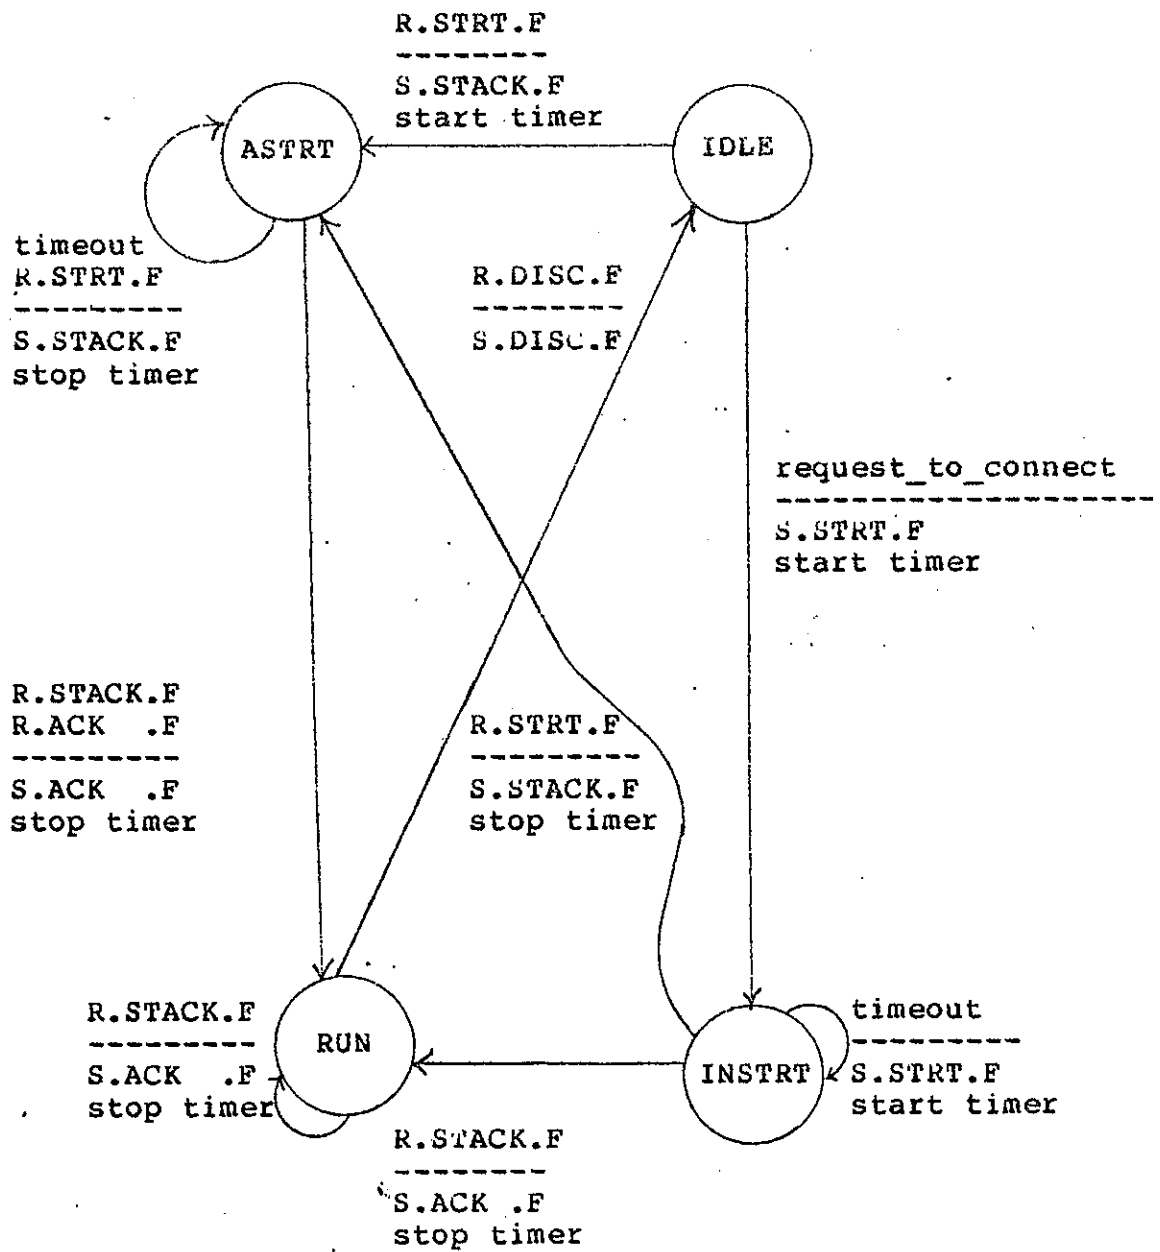 R.STRT.F
--------
S.STACK.F
start timer
ASTRT
IDLE
timeout
R.STRT.F
---------
S.STACK.F
stop timer
R.DISC.F
--------
S.DISC.F
request_to_connect
--------------------
S.STRT.F
start timer
R.STACK.F
R.ACK  .F
---------
S.ACK  .F
stop timer
R.STRT.F
---------
S.STACK.F
stop timer
R.STACK.F
---------
S.ACK  .F
stop timer
RUN
INSTRT
timeout
---------
S.STRT.F
start timer
R.STACK.F
--------
S.ACK .F
stop timer